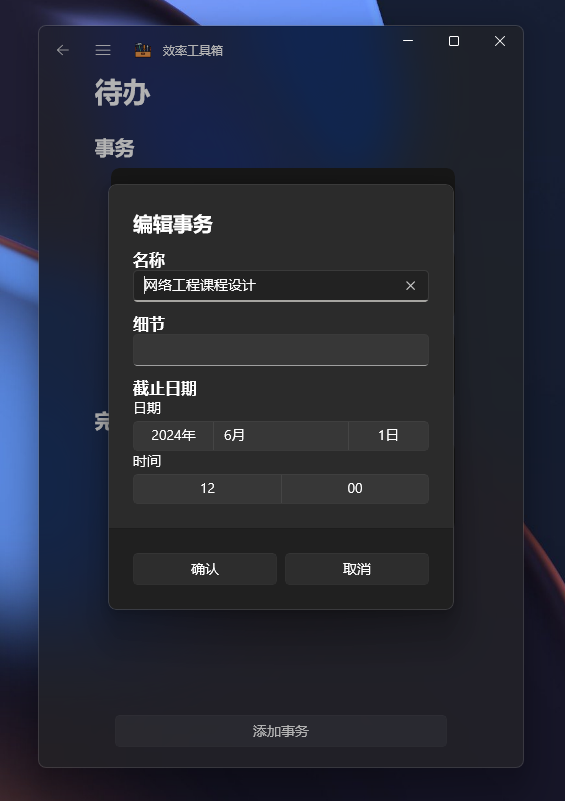 效率工具箱
待办
事务
编辑事务
名称
网络工程课程设计
细节
截止日期
日期
2024年 6月 1日
时间
12 00
完
确认 取消
添加事务